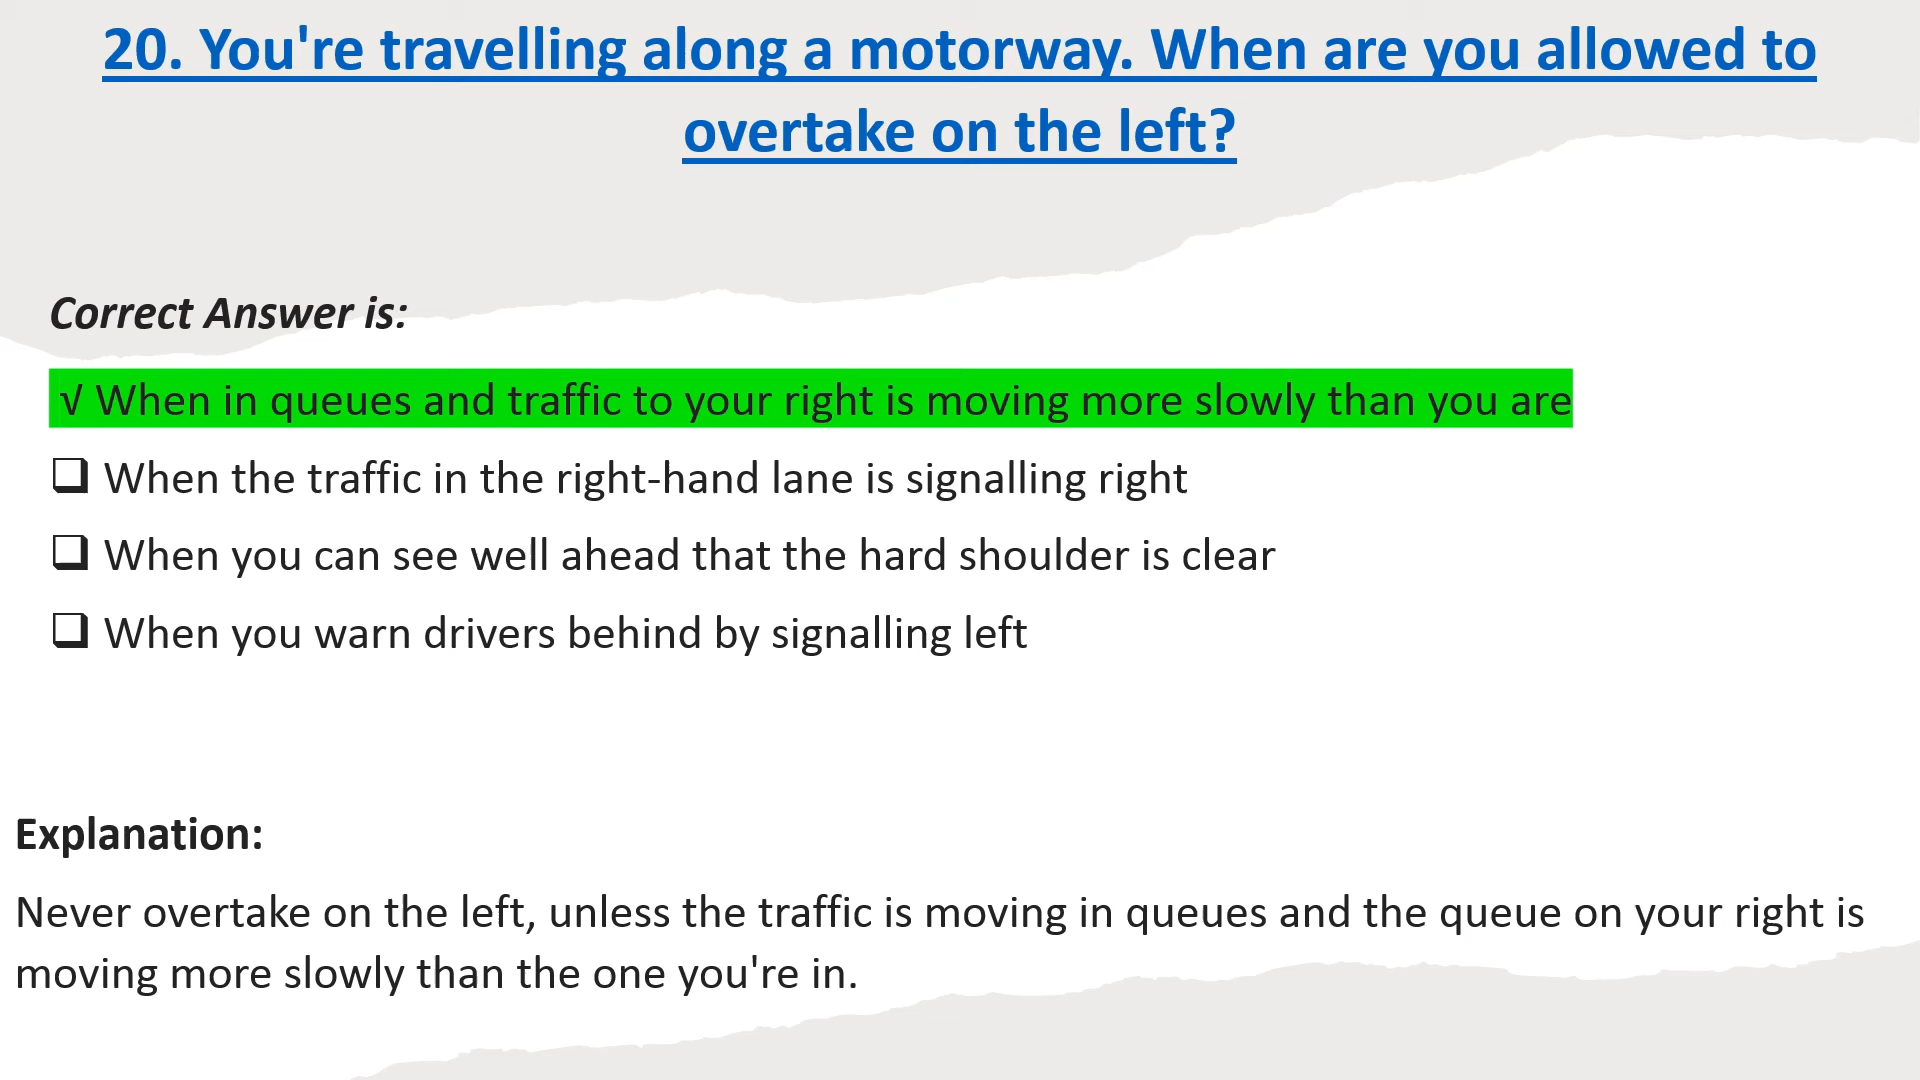 20. You're travelling along a motorway. When are you allowed to
overtake on the left?
Correct Answer is:
√ When in queues and traffic to your right is moving more slowly than you are
❑ When the traffic in the right-hand lane is signalling right
❑ When you can see well ahead that the hard shoulder is clear
❑ When you warn drivers behind by signalling left
Explanation:
Never overtake on the left, unless the traffic is moving in queues and the queue on your right is
moving more slowly than the one you're in.